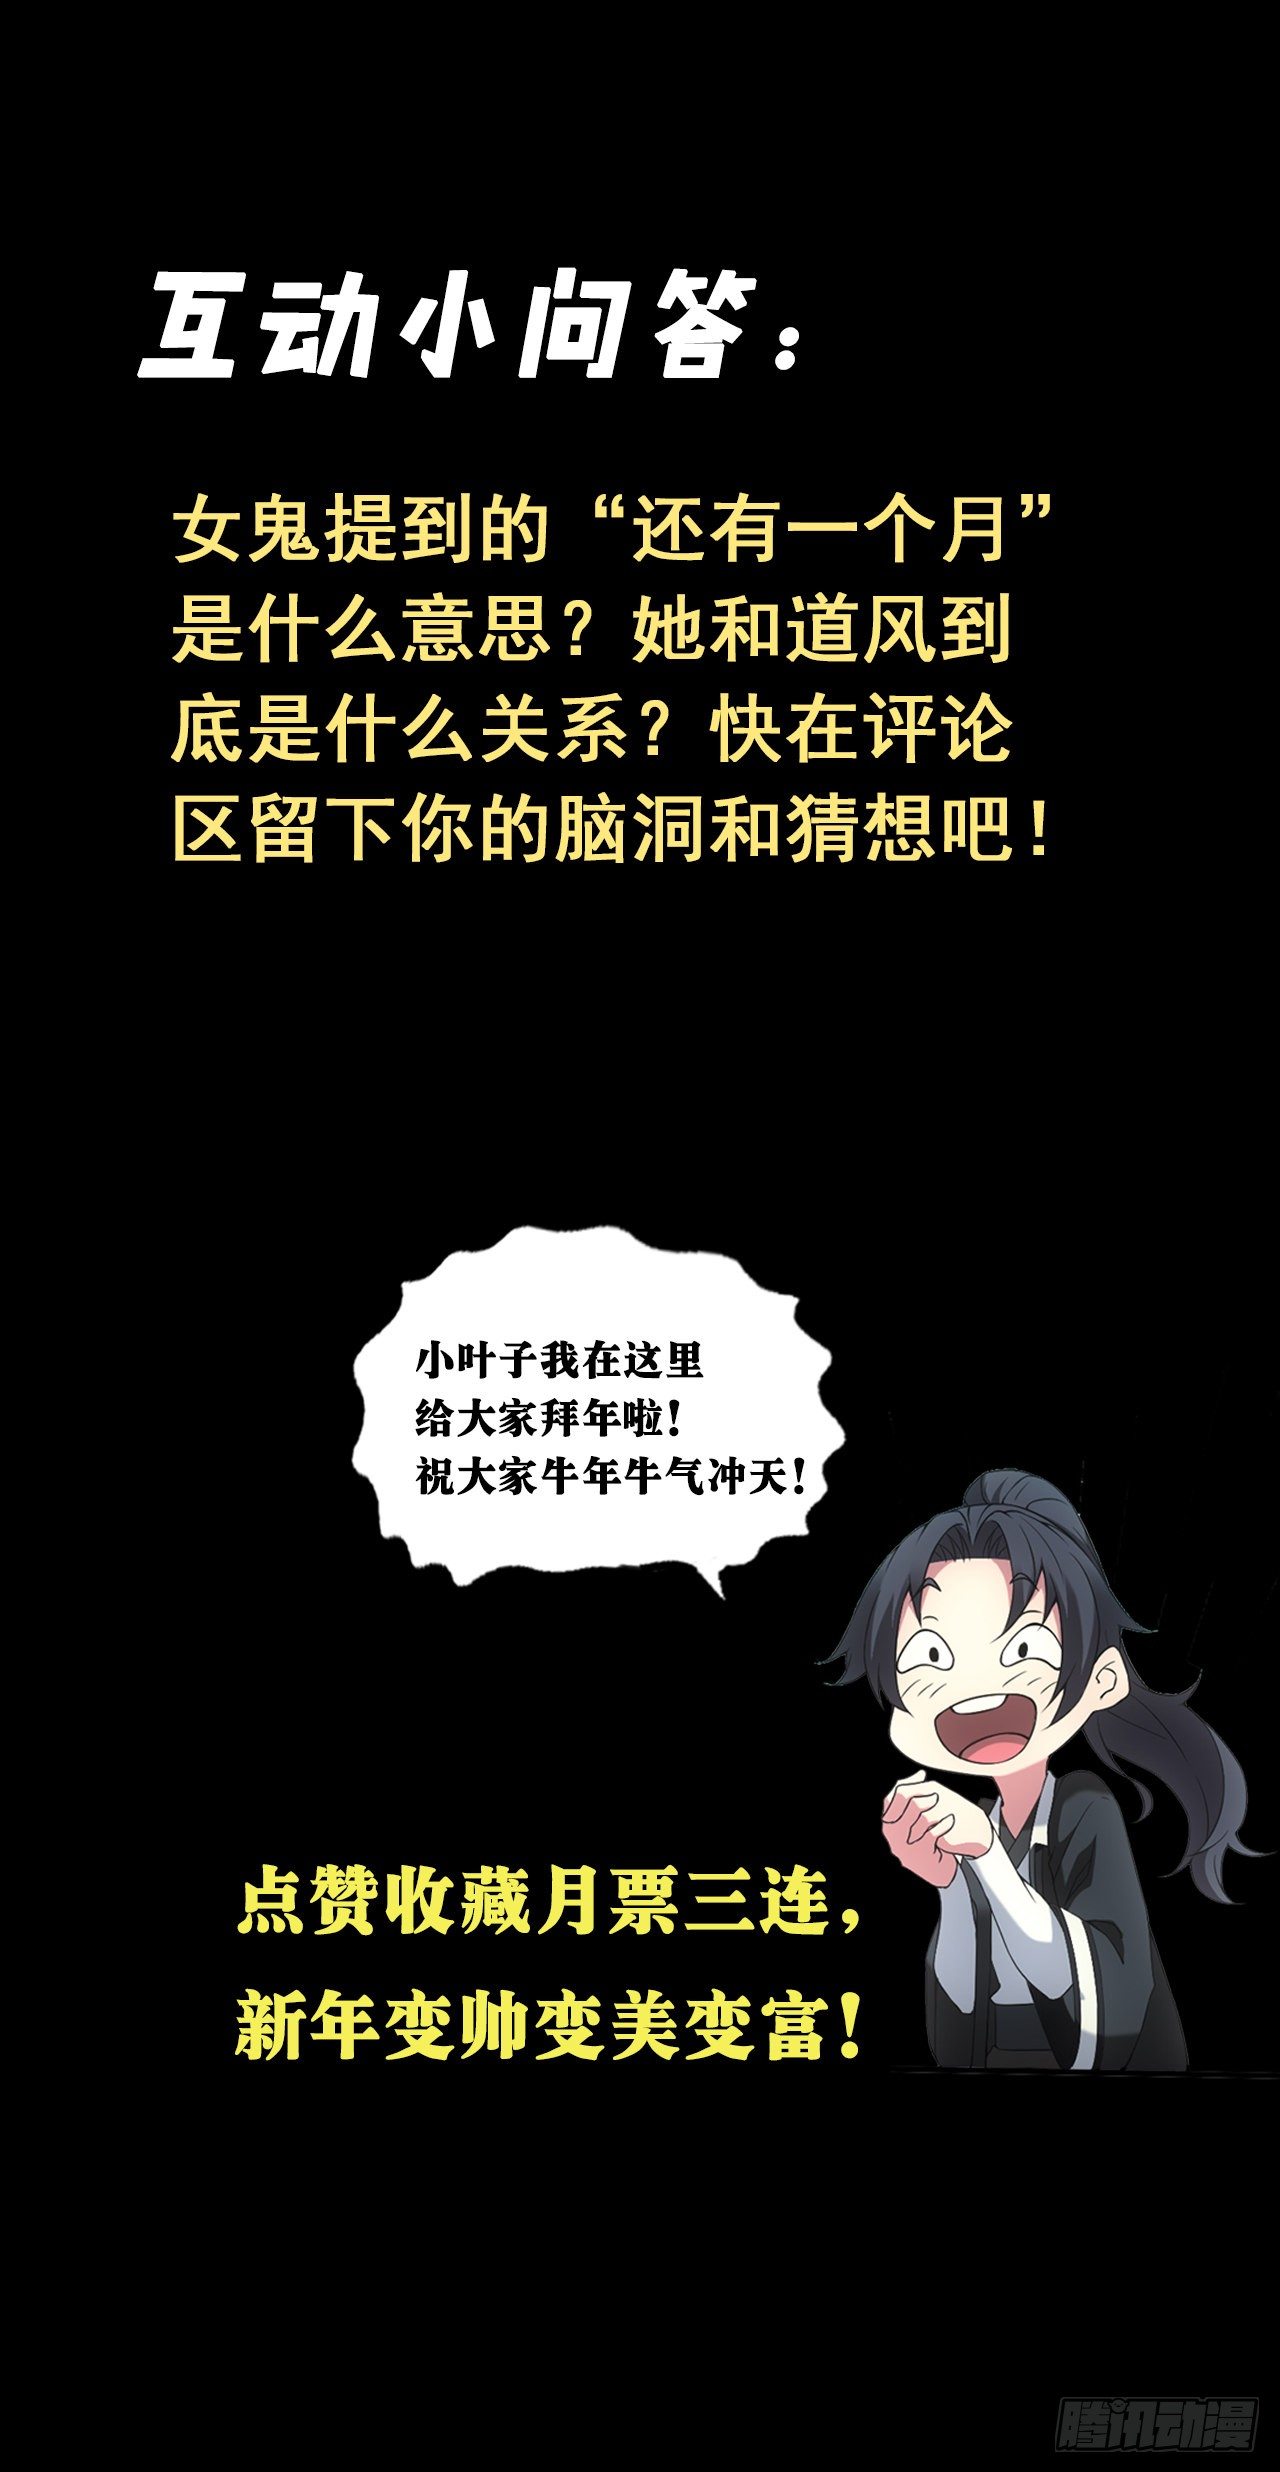 互动小问答：
女鬼提到的“还有一个月”
是什么意思？她和道风到
底是什么关系？快在评论
区留下你的脑洞和猜想吧！
小叶子我在这里
给大家拜年啦！
祝大家牛年牛气冲天！
点赞收藏月票三连，
新年变帅变美变富！
腾讯动漫